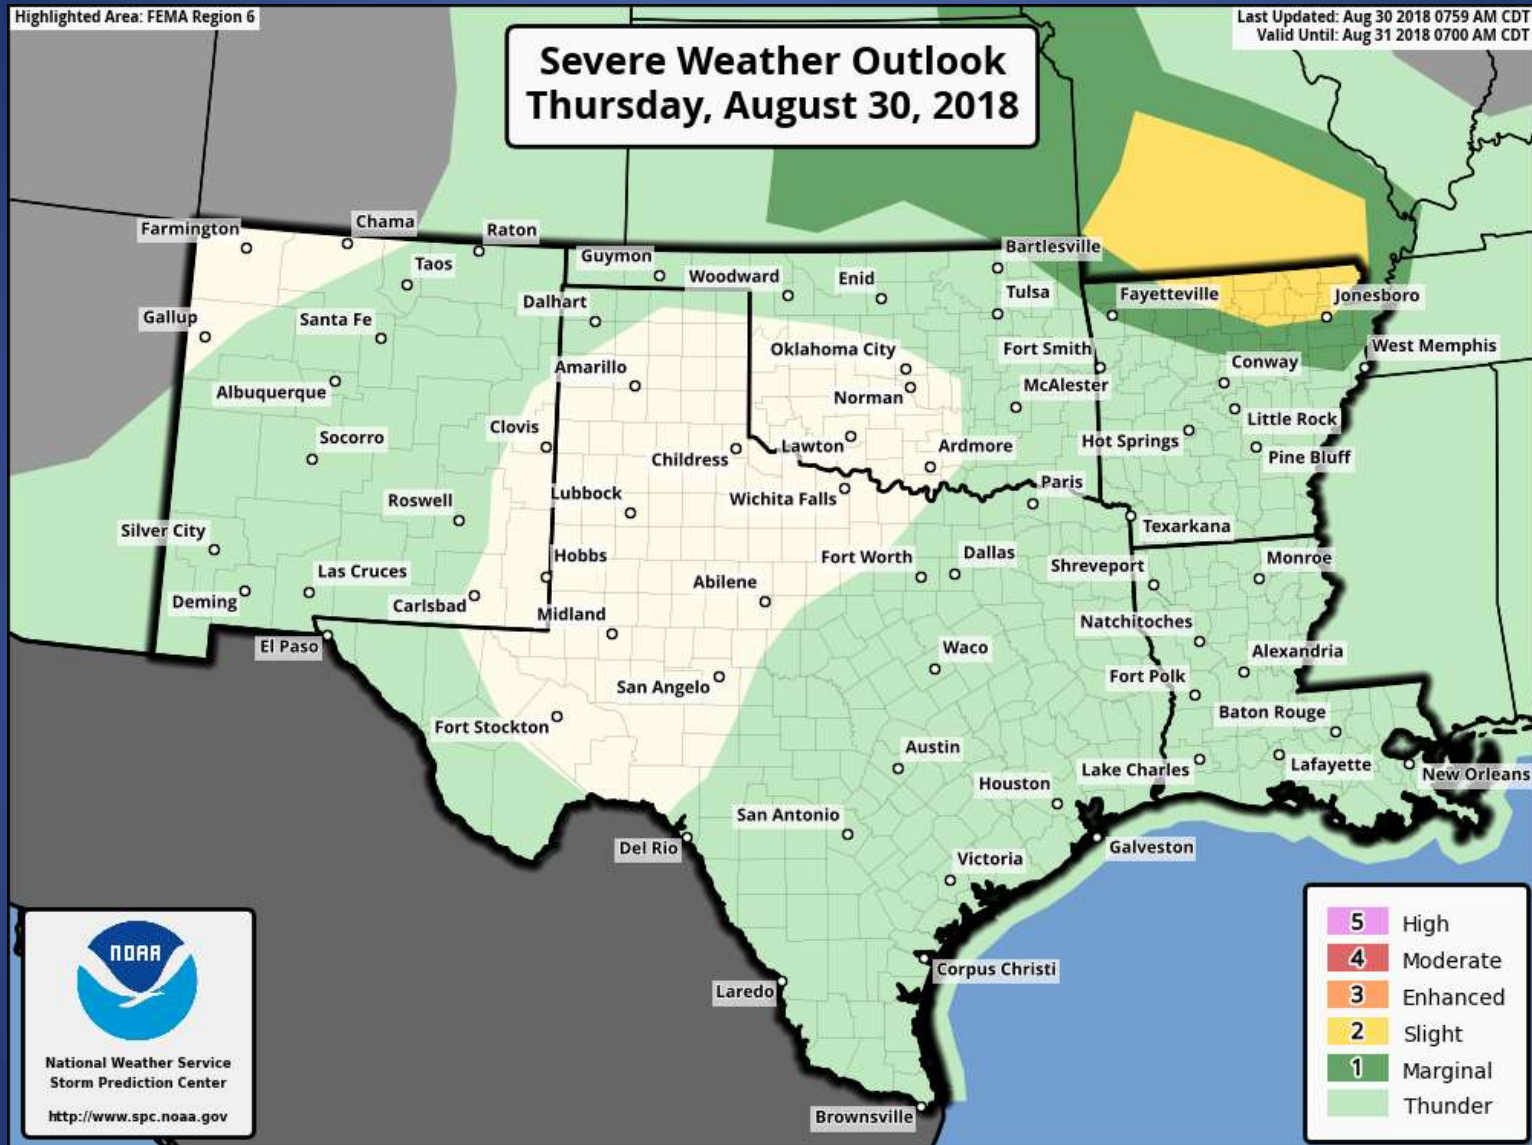 Highlighted Area: FEMA Region 6
Last Updated: Aug 30 2018 0759 AM CDT
Valid Until: Aug 31 2018 0700 AM CDT
Severe Weather Outlook
Thursday, August 30, 2018
Farmington
Chama
Raton
Taos
Guymon
Woodward
Enid
Bartlesville
Tulsa
Fayetteville
Jonesboro
Dalhart
Gallup
Santa Fe
Oklahoma City
Fort Smith
West Memphis
Conway
Amarillo
Albuquerque
Norman
McAlester
Little Rock
Socorro
Clovis
Childress
Lawton
Ardmore
Hot Springs
Pine Bluff
Roswell
Lubbock
Wichita Falls
Paris
Texarkana
Silver City
Hobbs
Fort Worth
Dallas
Shreveport
Monroe
Las Cruces
Deming
Carlsbad
Abilene
Midland
Natchitoches
El Paso
Waco
Alexandria
San Angelo
Fort Polk
Baton Rouge
Fort Stockton
Austin
Lake Charles
Lafayette
New Orleans
Houston
San Antonio
Del Rio
Galveston
Victoria
Corpus Christi
Laredo
Brownsville
NOAA
National Weather Service
Storm Prediction Center
http://www.spc.noaa.gov
5 High
4 Moderate
3 Enhanced
2 Slight
1 Marginal
Thunder